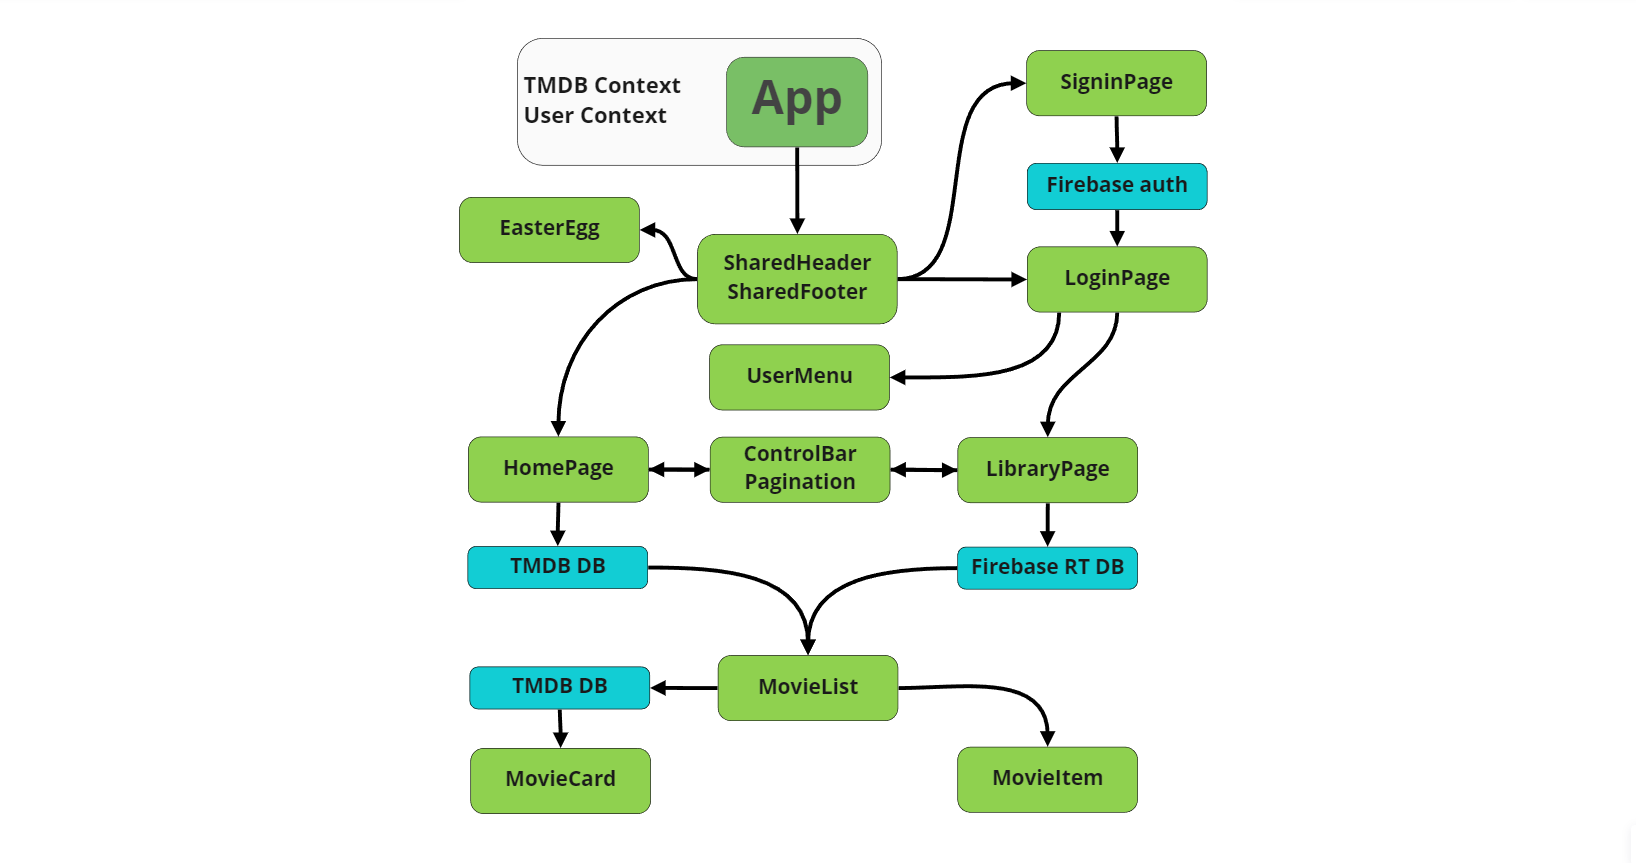 TMDB Context
User Context
App
SigninPage
Firebase auth
EasterEgg
SharedHeader
SharedFooter
LoginPage
UserMenu
HomePage
ControlBar
Pagination
LibraryPage
TMDB DB
Firebase RT DB
TMDB DB
MovieList
MovieCard
MovieItem